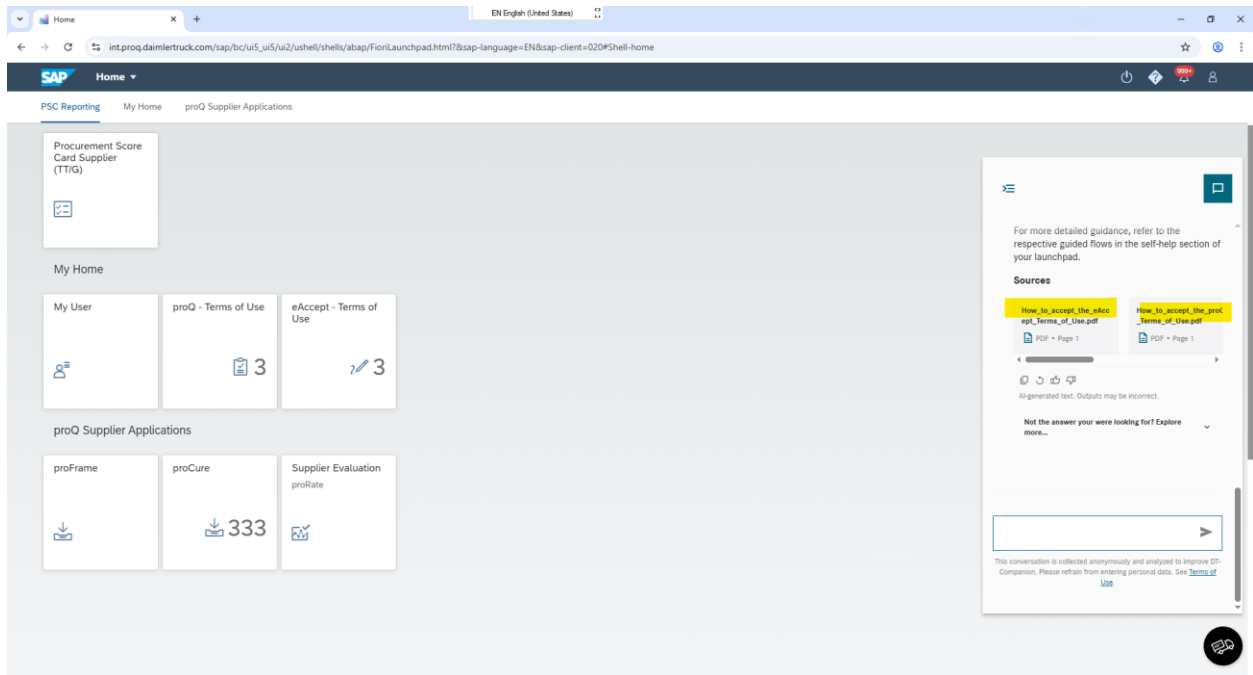 EN English (United States)
Home
int.proq.daimlertruck.com/sap/bc/ui5_ui5/ui2/ushell/shells/abap/FioriLaunchpad.html?&sap-language=EN&sap-client=020#Shell-home
SAP Home
999+
PSC Reporting My Home proQ Supplier Applications
Procurement Score
Card Supplier
(TT/G)
My Home
My User
proQ - Terms of Use
3
eAccept - Terms of
Use
3
proQ Supplier Applications
proFrame
proCure
333
Supplier Evaluation
proRate
For more detailed guidance, refer to the
respective guided flows in the self-help section of
your launchpad.
Sources
How_to_accept_the_eAcc
ept_Terms_of_Use.pdf
PDF • Page 1
How_to_accept_the_proQ
_Terms_of_Use.pdf
PDF • Page 1
AI-generated text. Outputs may be incorrect.
Not the answer your were looking for? Explore
more...
This conversation is collected anonymously and analyzed to improve DT-
Companion. Please refrain from entering personal data. See Terms of
Use